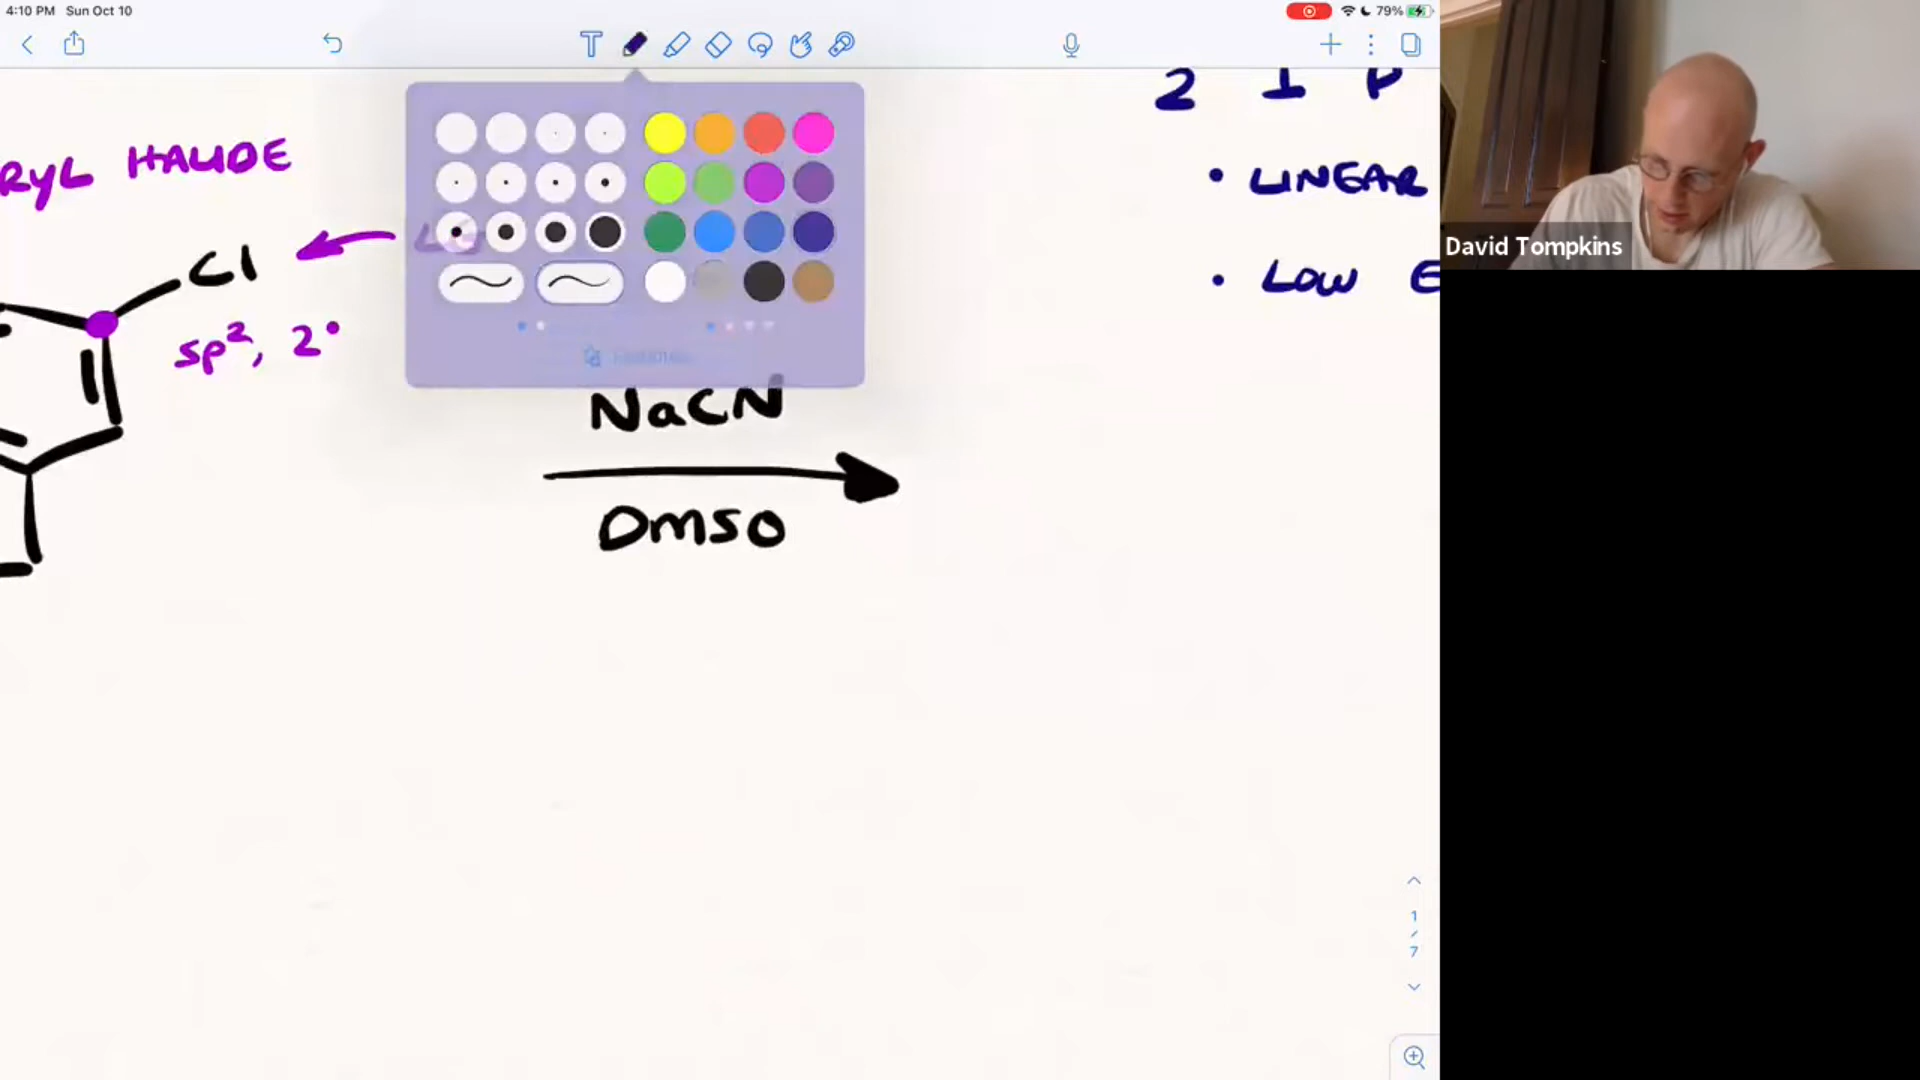 4:10 PM Sun Oct 10
79%
T
2 1 P
RYL HALIDE
• LINEAR
David Tompkins
Cl
• LOW E
sp², 2°
NaCN
DMSO
1
/
7